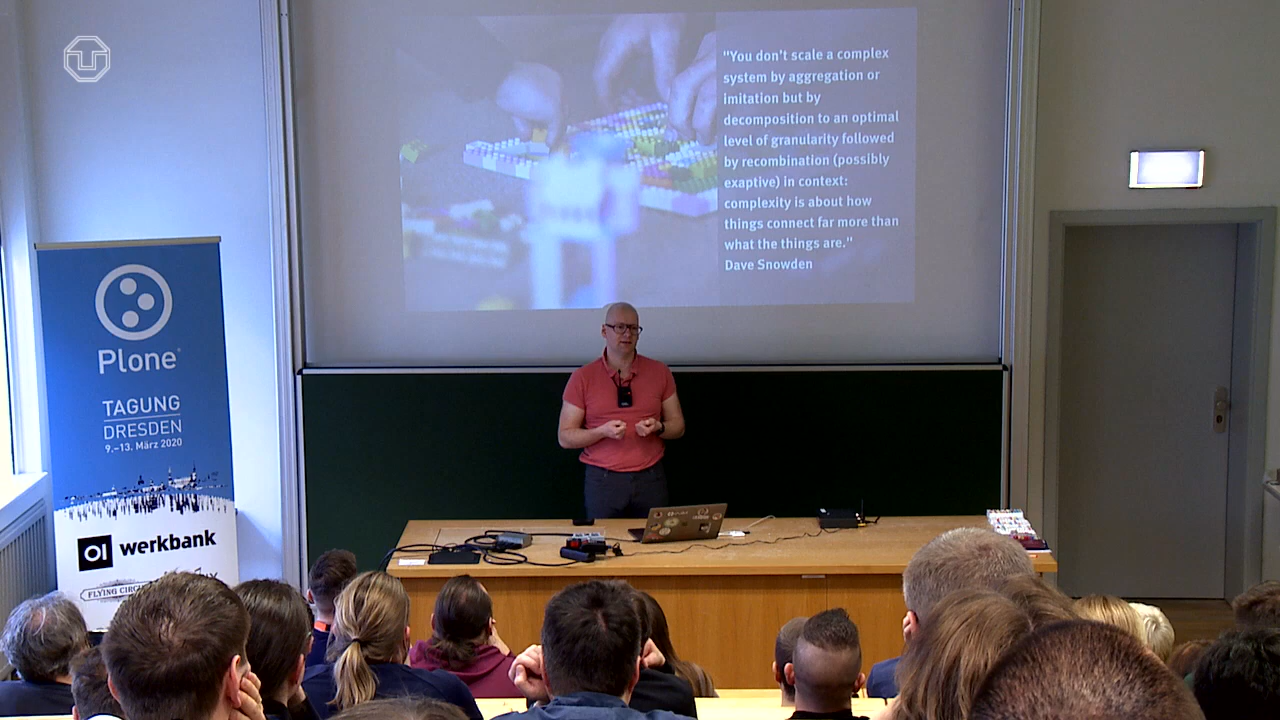 "You don't scale a complex
system by aggregation or
imitation but by
decomposition to an optimal
level of granularity followed
by recombination (possibly
exaptive) in context:
complexity is about how
things connect far more than
what the things are."
Dave Snowden
Plone
TAGUNG
DRESDEN
9.–13. März 2020
werkbank
FLYING